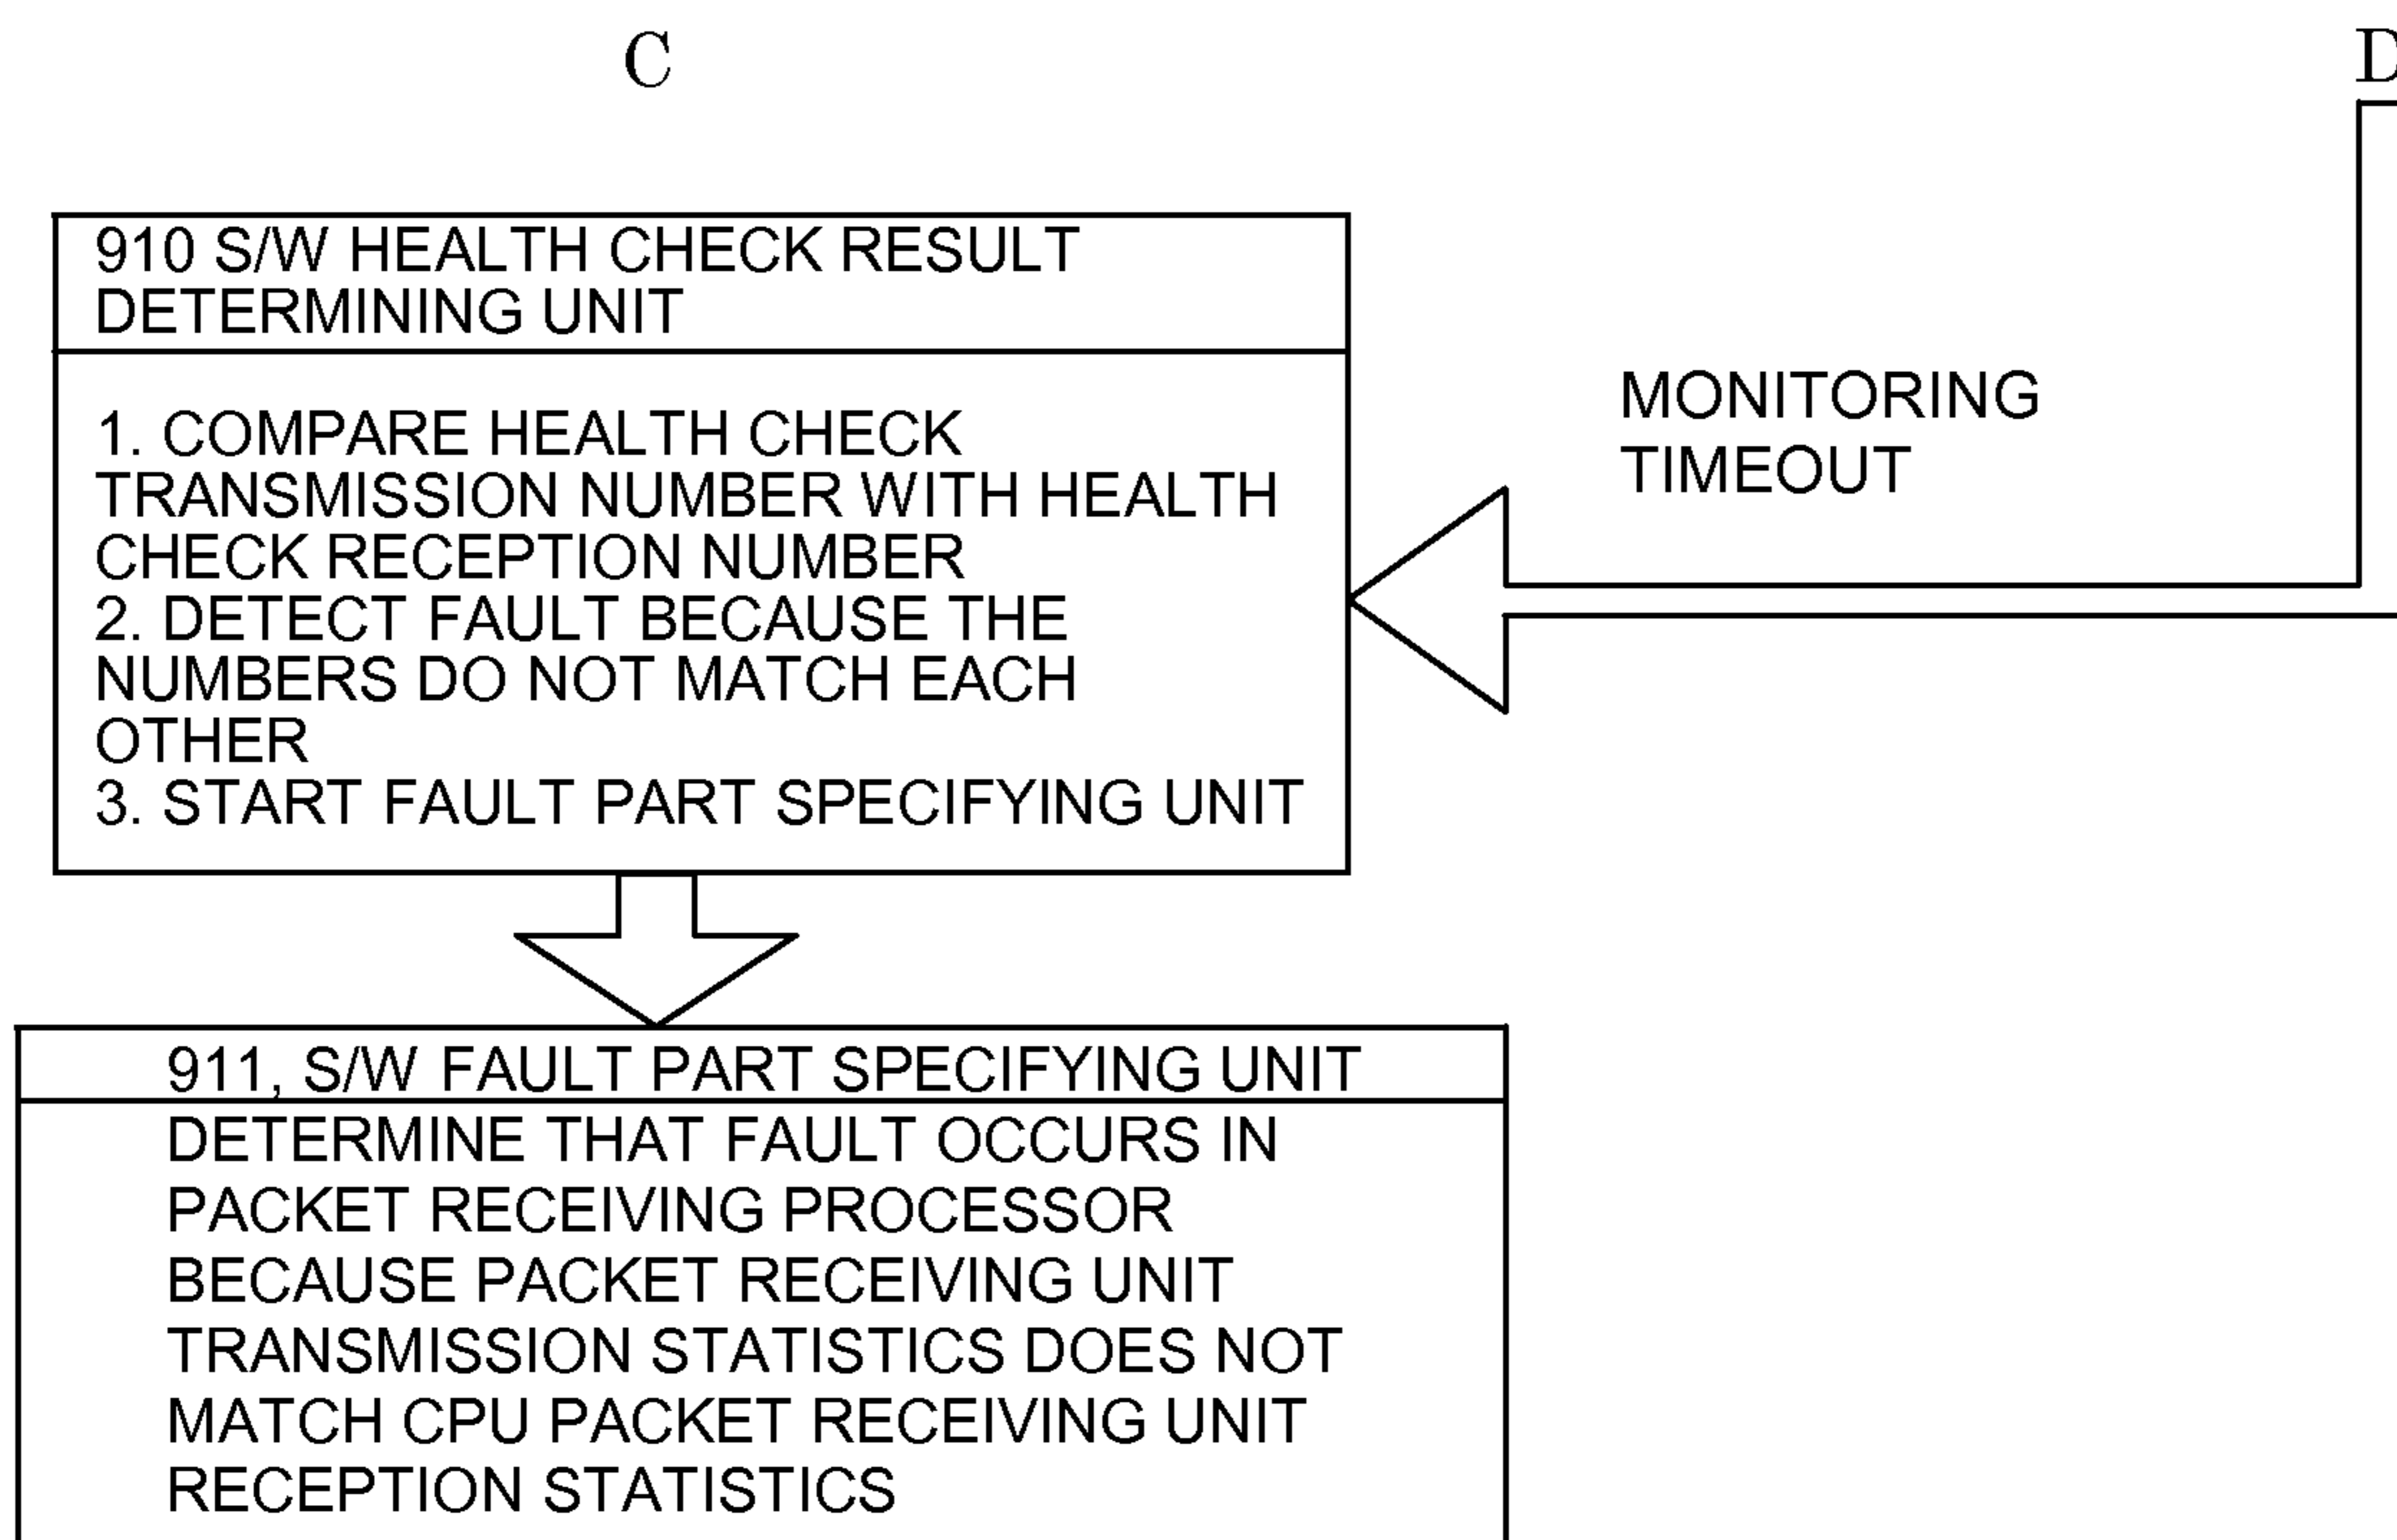 C
D
910 S/W HEALTH CHECK RESULT
DETERMINING UNIT
1. COMPARE HEALTH CHECK
TRANSMISSION NUMBER WITH HEALTH
CHECK RECEPTION NUMBER
2. DETECT FAULT BECAUSE THE
NUMBERS DO NOT MATCH EACH
OTHER
3. START FAULT PART SPECIFYING UNIT
MONITORING
TIMEOUT
911, S/W FAULT PART SPECIFYING UNIT
DETERMINE THAT FAULT OCCURS IN
PACKET RECEIVING PROCESSOR
BECAUSE PACKET RECEIVING UNIT
TRANSMISSION STATISTICS DOES NOT
MATCH CPU PACKET RECEIVING UNIT
RECEPTION STATISTICS